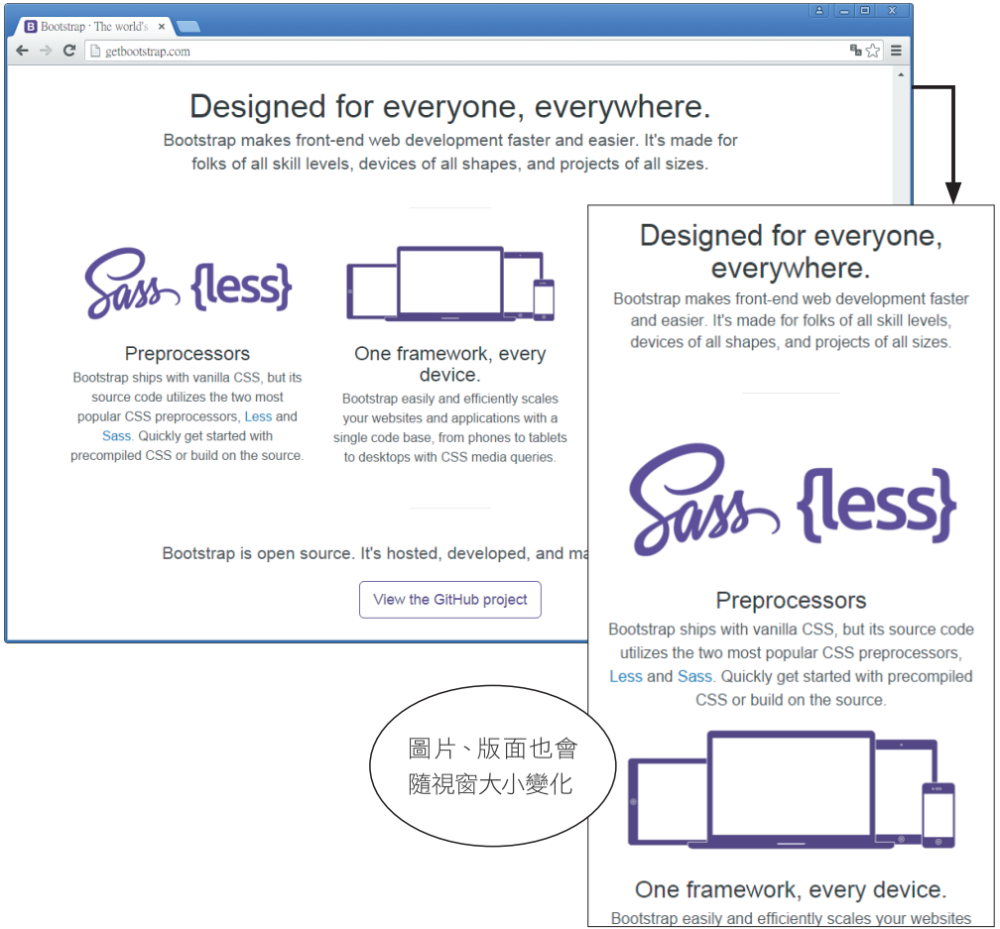 Bootstrap · The world's
getbootstrap.com
Designed for everyone, everywhere.
Bootstrap makes front-end web development faster and easier. It's made for
folks of all skill levels, devices of all shapes, and projects of all sizes.
Sass {less}
Preprocessors
Bootstrap ships with vanilla CSS, but its
source code utilizes the two most
popular CSS preprocessors, Less and
Sass. Quickly get started with
precompiled CSS or build on the source.
One framework, every
device.
Bootstrap easily and efficiently scales
your websites and applications with a
single code base, from phones to tablets
to desktops with CSS media queries.
Bootstrap is open source. It's hosted, developed, and ma
View the GitHub project
Designed for everyone,
everywhere.
Bootstrap makes front-end web development faster
and easier. It's made for folks of all skill levels,
devices of all shapes, and projects of all sizes.
Sass {less}
Preprocessors
Bootstrap ships with vanilla CSS, but its source code
utilizes the two most popular CSS preprocessors,
Less and Sass. Quickly get started with precompiled
CSS or build on the source.
One framework, every device.
Bootstrap easily and efficiently scales your websites
圖片、版面也會
隨視窗大小變化